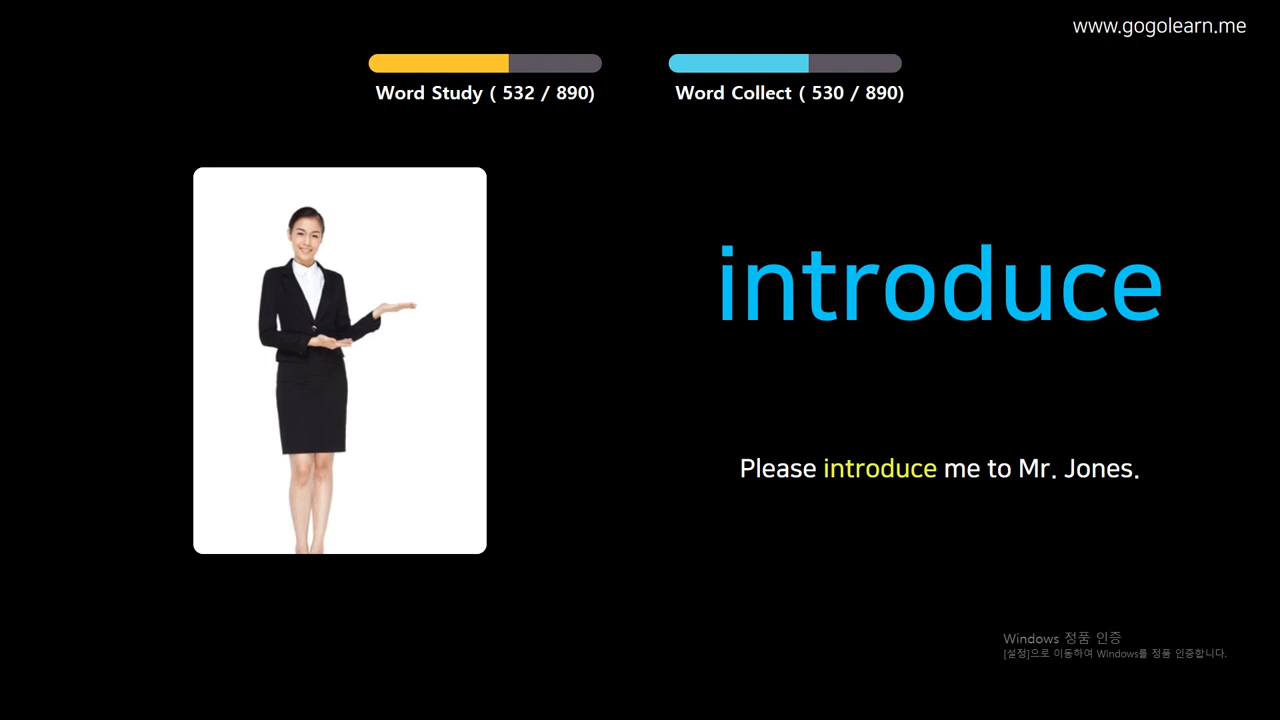 www.gogolearn.me
Word Study ( 532 / 890)
Word Collect ( 530 / 890)
introduce
Please introduce me to Mr. Jones.
Windows 정품 인증
[설정]으로 이동하여 Windows를 정품 인증합니다.